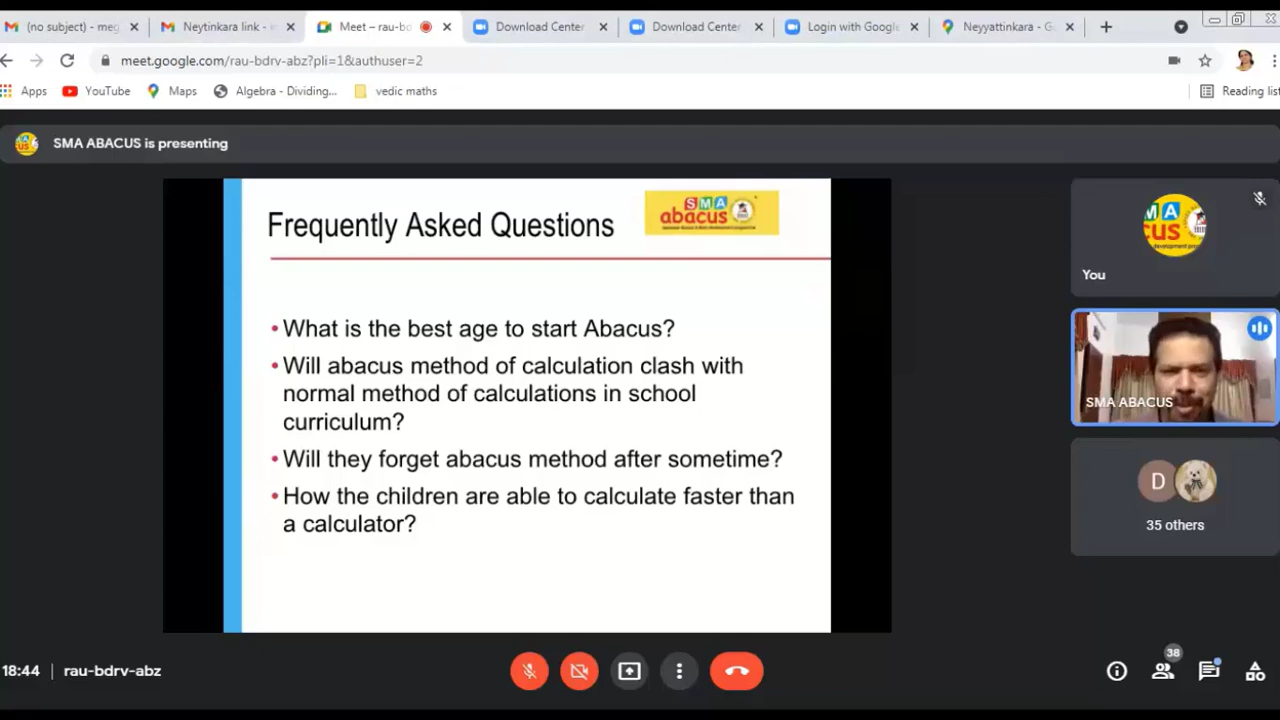 (no subject) - meg
Neytinkara link - i
Meet – rau-bd
Download Center
Download Center
Login with Google
Neyyattinkara - G
meet.google.com/rau-bdrv-abz?pli=1&authuser=2
Apps
YouTube
Maps
Algebra - Dividing...
vedic maths
Reading list
SMA ABACUS is presenting
Frequently Asked Questions
SMA
abacus
• What is the best age to start Abacus?
• Will abacus method of calculation clash with
normal method of calculations in school
curriculum?
• Will they forget abacus method after sometime?
• How the children are able to calculate faster than
a calculator?
MA
cus
You
SMA ABACUS
D
35 others
18:44 | rau-bdrv-abz
38